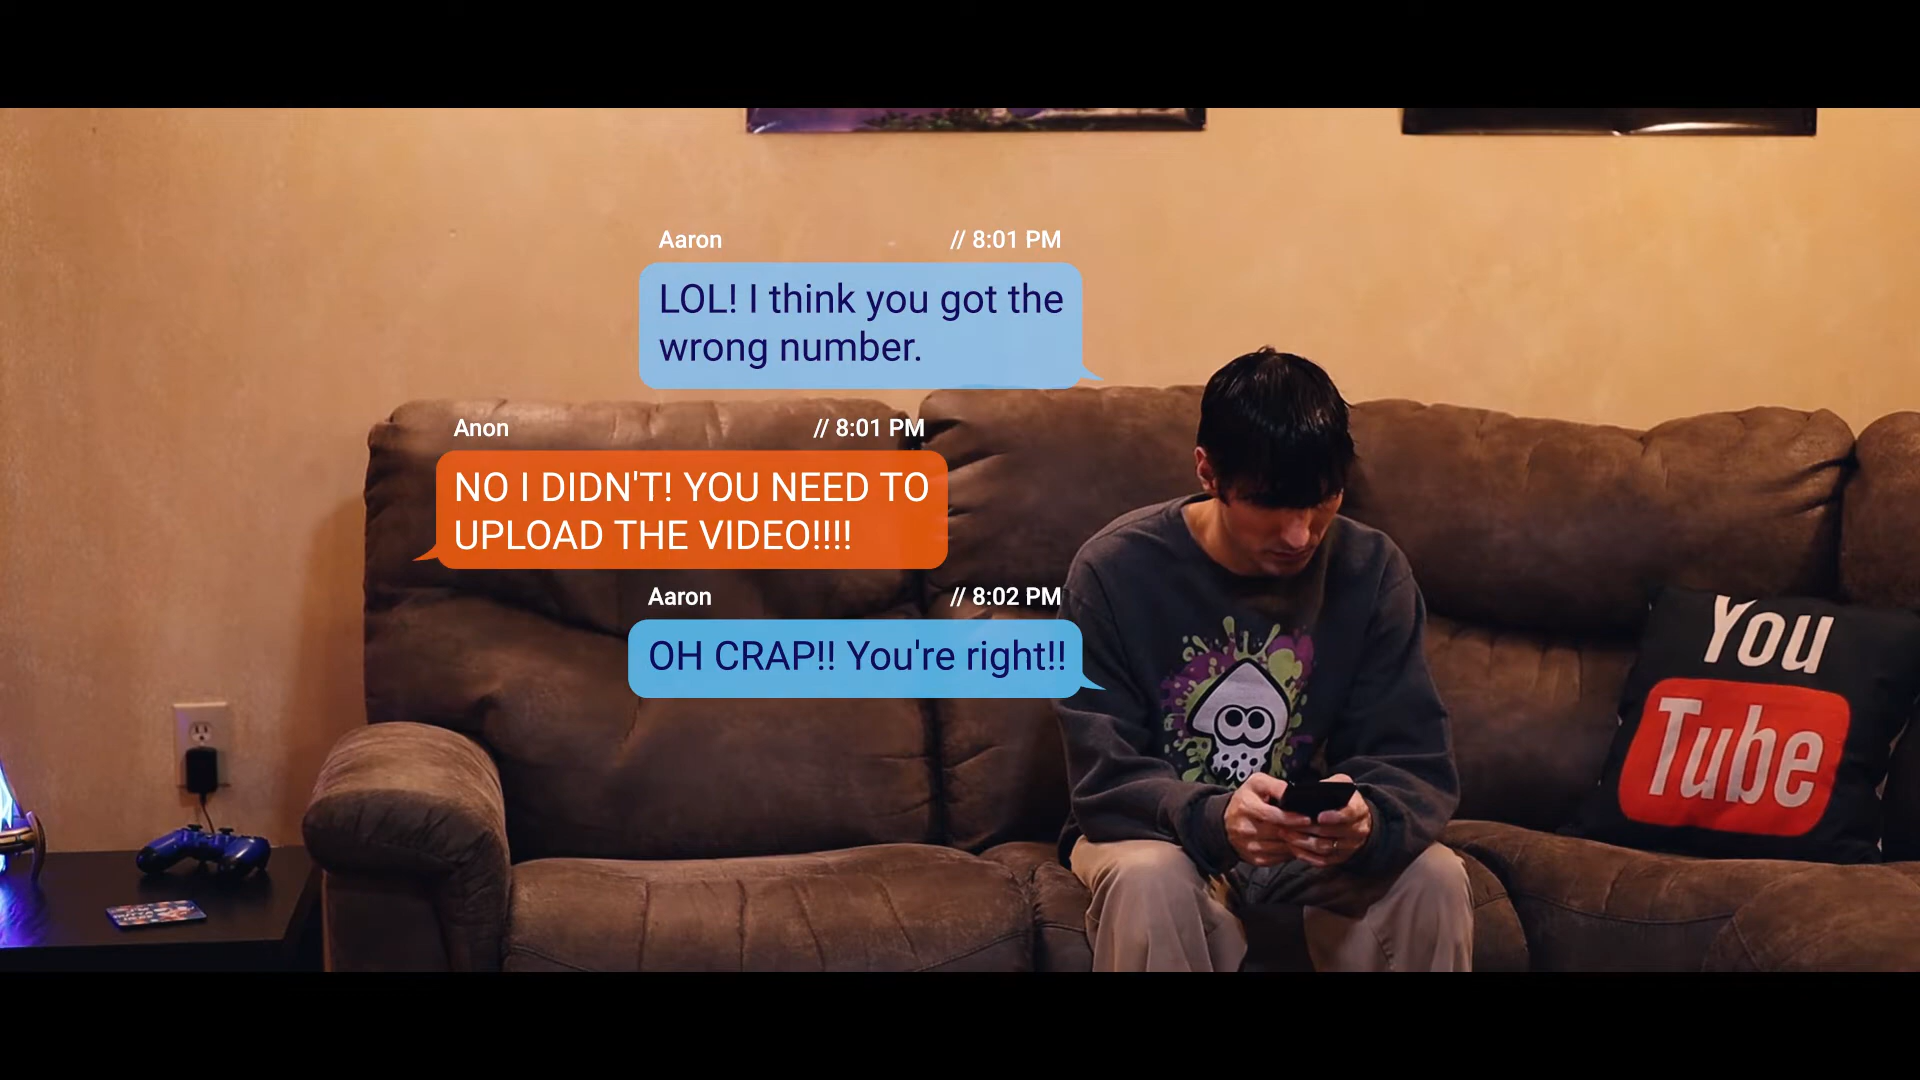 Aaron // 8:01 PM
LOL! I think you got the
wrong number.
Anon // 8:01 PM
NO I DIDN'T! YOU NEED TO
UPLOAD THE VIDEO!!!!
Aaron // 8:02 PM
OH CRAP!! You're right!!
You
Tube